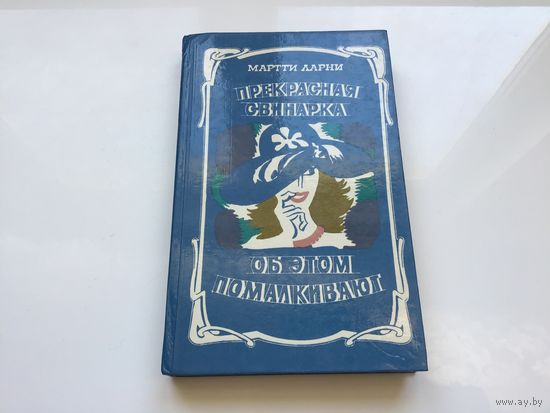 МАРТТИ ЛАРНИ
ПРЕКРАСНАЯ
СВИНАРКА
ОБ ЭТОМ
ПОМАЛКИВАЮТ
www.ay.by